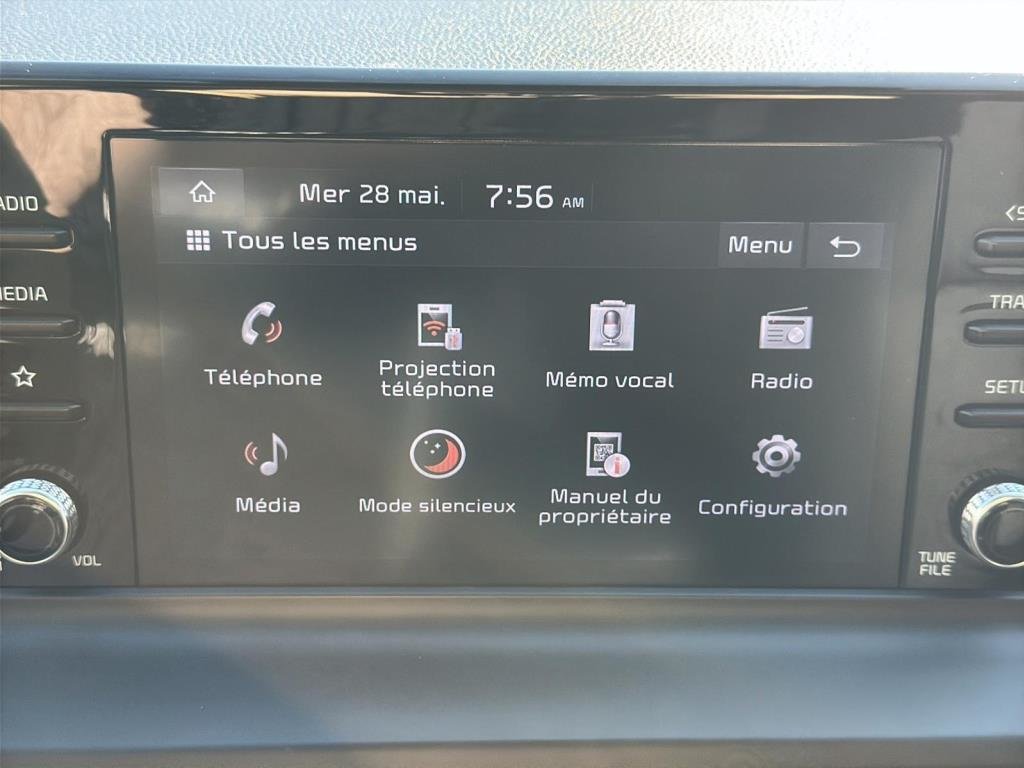 Mer 28 mai. 7:56 AM
Tous les menus Menu
MEDIA
Téléphone
Projection
téléphone
Mémo vocal
Radio
Média
Mode silencieux
Manuel du
propriétaire
Configuration
VOL
TUNE
FILE